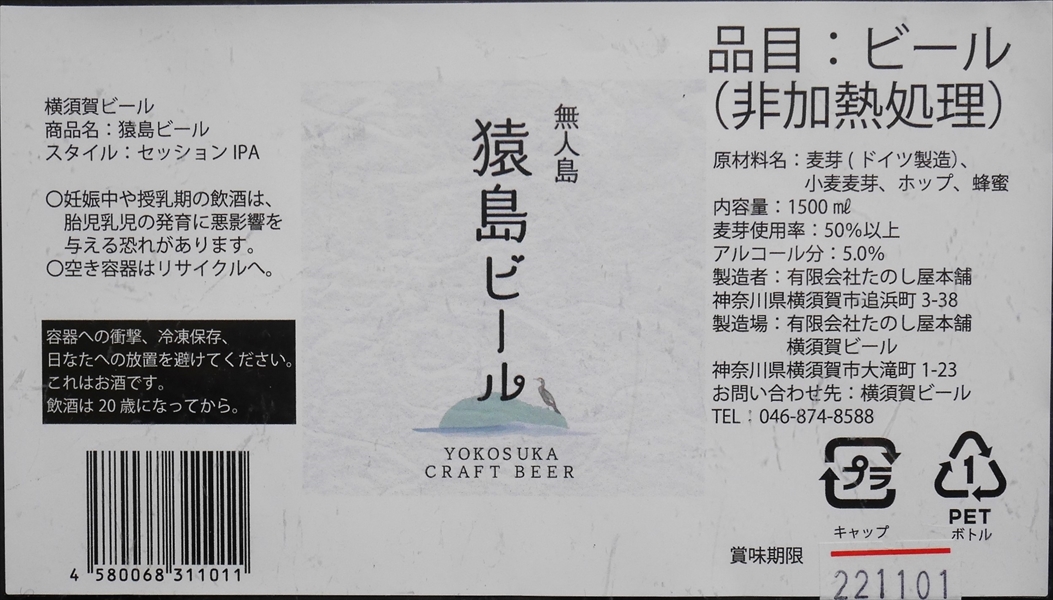 横須賀ビール
商品名：猿島ビール
スタイル：セッション IPA
〇妊娠中や授乳期の飲酒は、
胎児乳児の発育に悪影響を
与える恐れがあります。
〇空き容器はリサイクルへ。
容器への衝撃、冷凍保存、
日なたへの放置を避けてください。
これはお酒です。
飲酒は 20 歳になってから。
4 580068 311011
無人島
猿島ビール
YOKOSUKA
CRAFT BEER
品目：ビール
（非加熱処理）
原材料名：麦芽 ( ドイツ製造）、
小麦麦芽、ホップ、蜂蜜
内容量：1500 ㎖
麦芽使用率：50％以上
アルコール分：5.0%
製造者：有限会社たのし屋本舗
神奈川県横須賀市追浜町 3-38
製造場：有限会社たのし屋本舗
横須賀ビール
神奈川県横須賀市大滝町 1-23
お問い合わせ先：横須賀ビール
TEL：046-874-8588
プラ
キャップ
1
PET
ボトル
賞味期限
221101